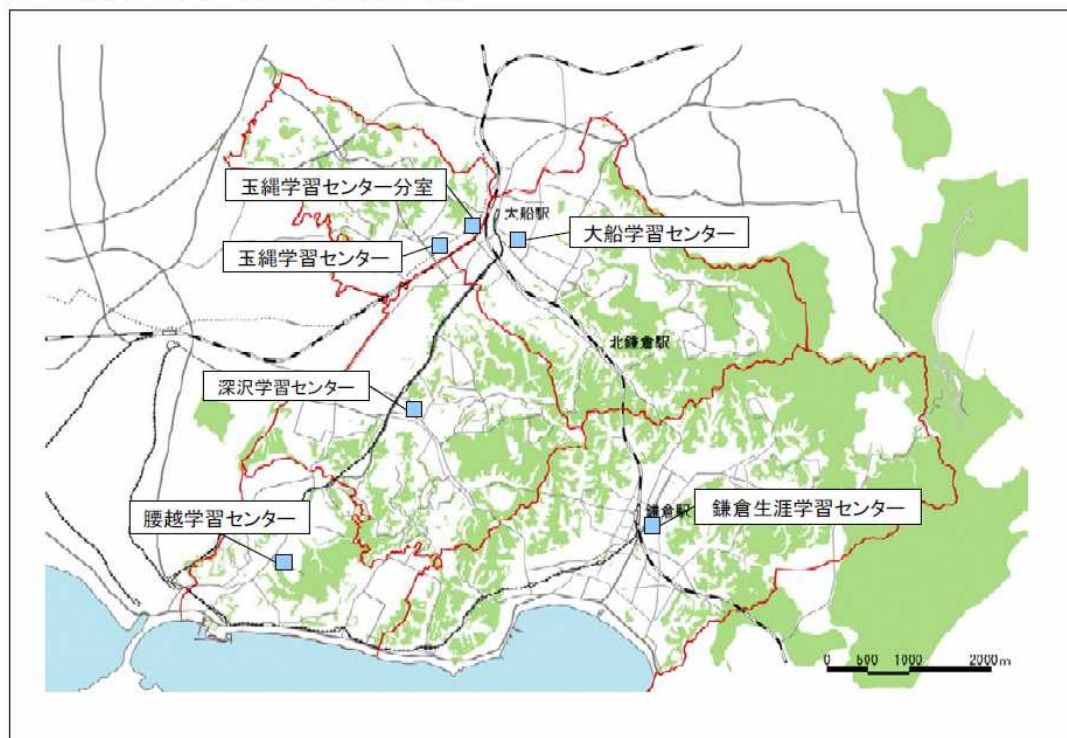 玉縄学習センター分室
大船駅
大船学習センター
玉縄学習センター
北鎌倉駅
深沢学習センター
腰越学習センター
鎌倉駅
鎌倉生涯学習センター
0 500 1000 2000m